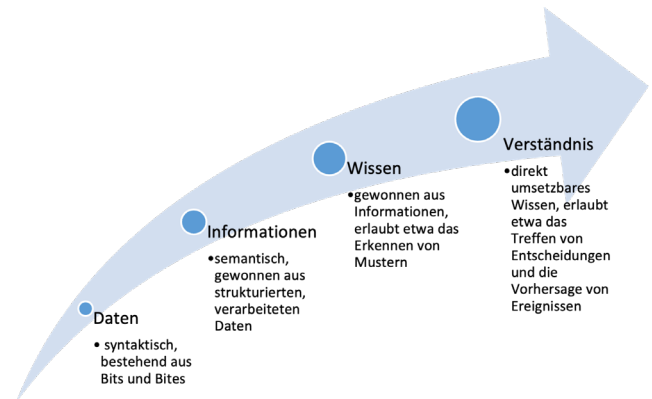 Daten
• syntaktisch,
bestehend aus
Bits und Bites
Informationen
•semantisch,
gewonnen aus
strukturierten,
verarbeiteten
Daten
Wissen
•gewonnen aus
Informationen,
erlaubt etwa das
Erkennen von
Mustern
Verständnis
•direkt
umsetzbares
Wissen, erlaubt
etwa das
Treffen von
Entscheidungen
und die
Vorhersage von
Ereignissen